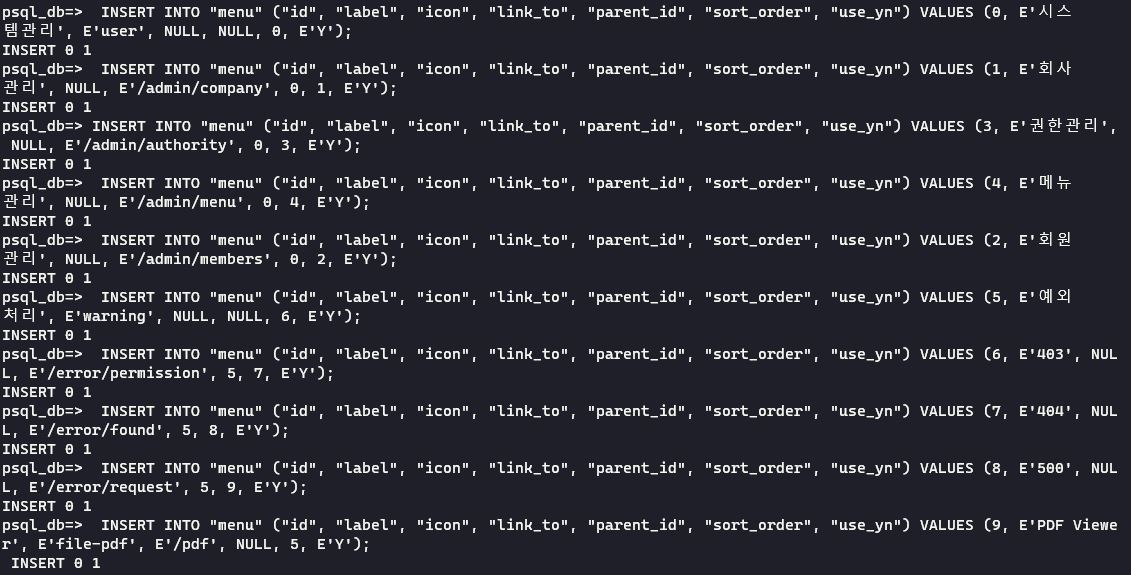 psql_db=>  INSERT INTO "menu" ("id", "label", "icon", "link_to", "parent_id", "sort_order", "use_yn") VALUES (0, E'시스
템관리', E'user', NULL, NULL, 0, E'Y');
INSERT 0 1
psql_db=>  INSERT INTO "menu" ("id", "label", "icon", "link_to", "parent_id", "sort_order", "use_yn") VALUES (1, E'회사
관리', NULL, E'/admin/company', 0, 1, E'Y');
INSERT 0 1
psql_db=> INSERT INTO "menu" ("id", "label", "icon", "link_to", "parent_id", "sort_order", "use_yn") VALUES (3, E'권한관리',
 NULL, E'/admin/authority', 0, 3, E'Y');
INSERT 0 1
psql_db=>  INSERT INTO "menu" ("id", "label", "icon", "link_to", "parent_id", "sort_order", "use_yn") VALUES (4, E'메뉴
관리', NULL, E'/admin/menu', 0, 4, E'Y');
INSERT 0 1
psql_db=>  INSERT INTO "menu" ("id", "label", "icon", "link_to", "parent_id", "sort_order", "use_yn") VALUES (2, E'회원
관리', NULL, E'/admin/members', 0, 2, E'Y');
INSERT 0 1
psql_db=>  INSERT INTO "menu" ("id", "label", "icon", "link_to", "parent_id", "sort_order", "use_yn") VALUES (5, E'예외
처리', E'warning', NULL, NULL, 6, E'Y');
INSERT 0 1
psql_db=>  INSERT INTO "menu" ("id", "label", "icon", "link_to", "parent_id", "sort_order", "use_yn") VALUES (6, E'403', NUL
L, E'/error/permission', 5, 7, E'Y');
INSERT 0 1
psql_db=>  INSERT INTO "menu" ("id", "label", "icon", "link_to", "parent_id", "sort_order", "use_yn") VALUES (7, E'404', NUL
L, E'/error/found', 5, 8, E'Y');
INSERT 0 1
psql_db=>  INSERT INTO "menu" ("id", "label", "icon", "link_to", "parent_id", "sort_order", "use_yn") VALUES (8, E'500', NUL
L, E'/error/request', 5, 9, E'Y');
INSERT 0 1
psql_db=>  INSERT INTO "menu" ("id", "label", "icon", "link_to", "parent_id", "sort_order", "use_yn") VALUES (9, E'PDF Viewe
r', E'file-pdf', E'/pdf', NULL, 5, E'Y');
 INSERT 0 1